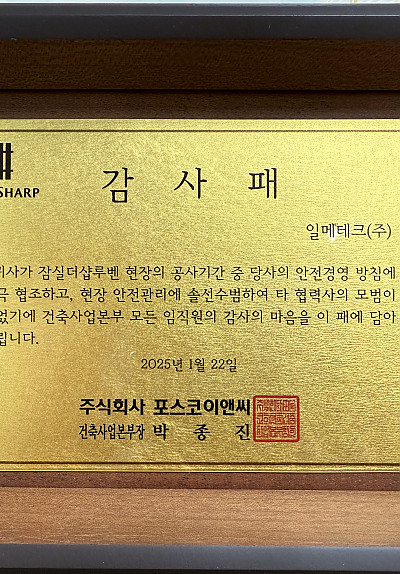 SHARP
감 사 패
일메테크(주)
귀사가 잠실더샵루벤 현장의 공사기간 중 당사의 안전경영 방침에
극 협조하고, 현장 안전관리에 솔선수범하여 타 협력사의 모범이
었기에 건축사업본부 모든 임직원의 감사의 마음을 이 패에 담아
립니다.
2025년 1월 22일
주식회사 포스코이앤씨
건축사업본부장 박 종 진